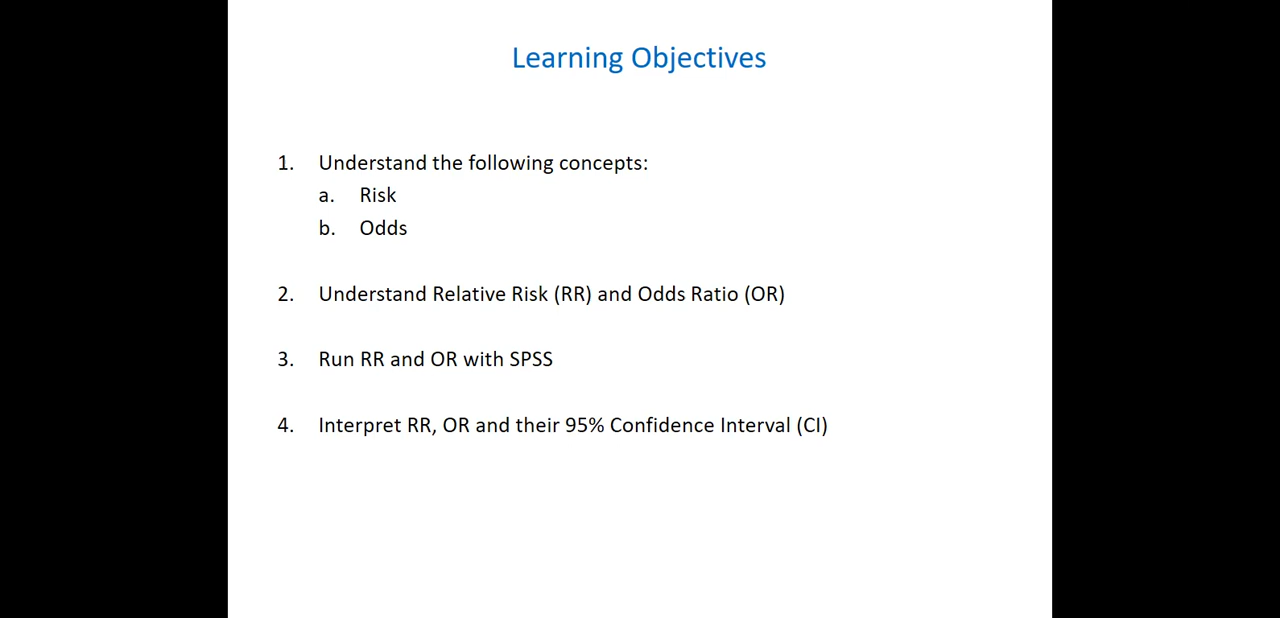 Learning Objectives
1. Understand the following concepts:
a. Risk
b. Odds
2. Understand Relative Risk (RR) and Odds Ratio (OR)
3. Run RR and OR with SPSS
4. Interpret RR, OR and their 95% Confidence Interval (CI)